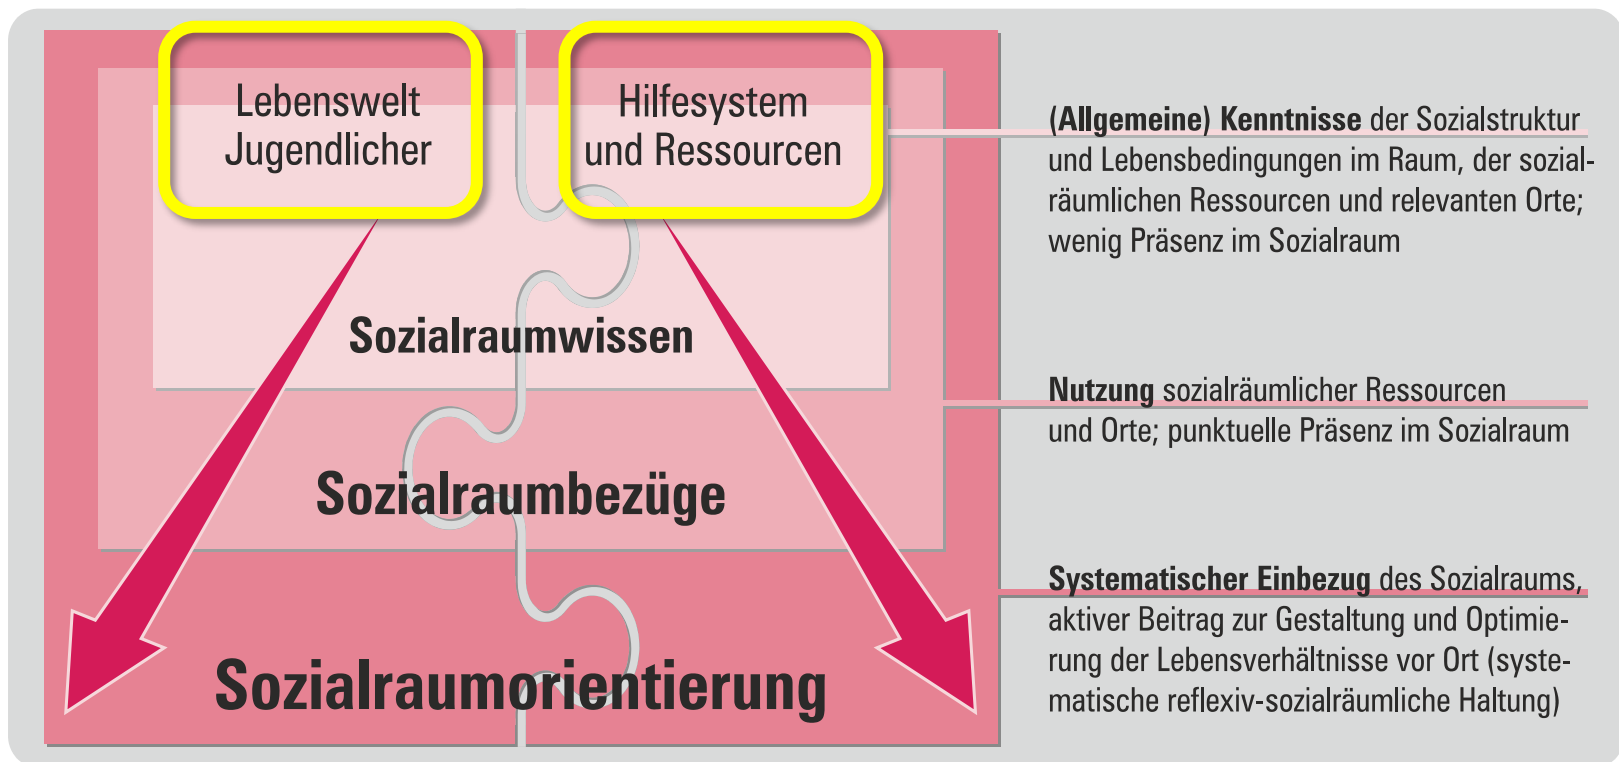 Lebenswelt
Jugendlicher
Hilfesystem
und Ressourcen
Sozialraumwissen
Sozialraumbezüge
Sozialraumorientierung
(Allgemeine) Kenntnisse der Sozialstruktur
und Lebensbedingungen im Raum, der sozial-
räumlichen Ressourcen und relevanten Orte;
wenig Präsenz im Sozialraum
Nutzung sozialräumlicher Ressourcen
und Orte; punktuelle Präsenz im Sozialraum
Systematischer Einbezug des Sozialraums,
aktiver Beitrag zur Gestaltung und Optimie-
rung der Lebensverhältnisse vor Ort (syste-
matische reflexiv-sozialräumliche Haltung)